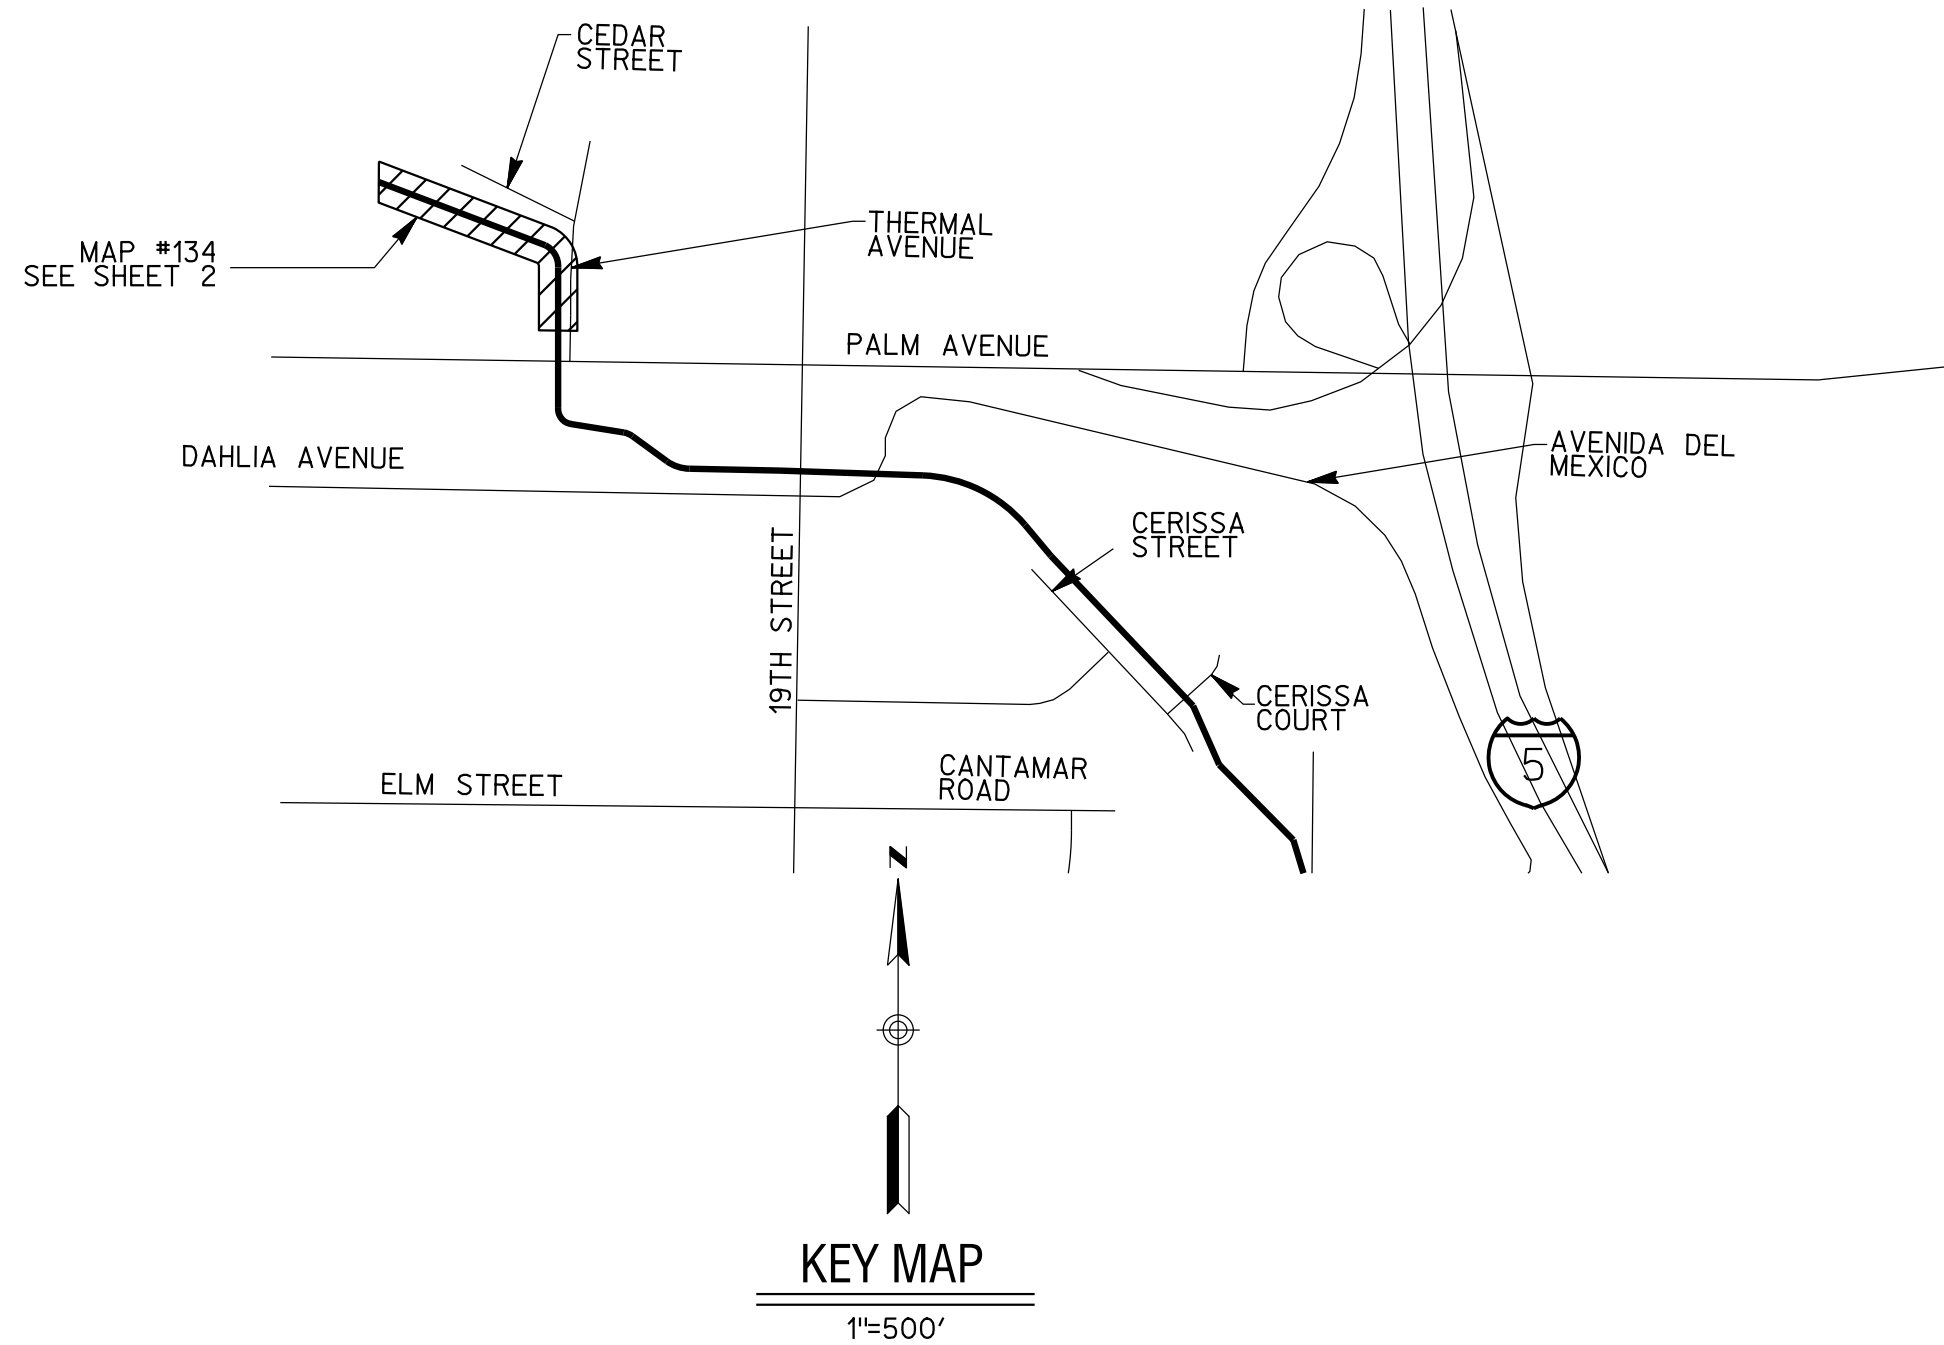 CEDAR
STREET
THERMAL
AVENUE
MAP #134
SEE SHEET 2
PALM AVENUE
DAHLIA AVENUE
AVENIDA DEL
MEXICO
CERISSA
STREET
19TH STREET
CERISSA
COURT
5
ELM STREET
CANTAMAR
ROAD
N
KEY MAP
1"=500'